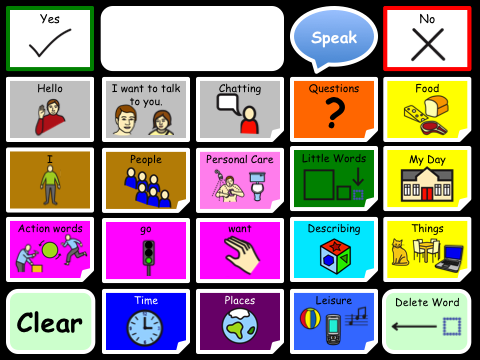 Yes
Speak
No
Hello
I want to talk
to you.
Chatting
Questions
?
Food
I
People
Personal Care
Little Words
My Day
Action words
go
want
Describing
Things
Clear
Time
Places
Leisure
Delete Word